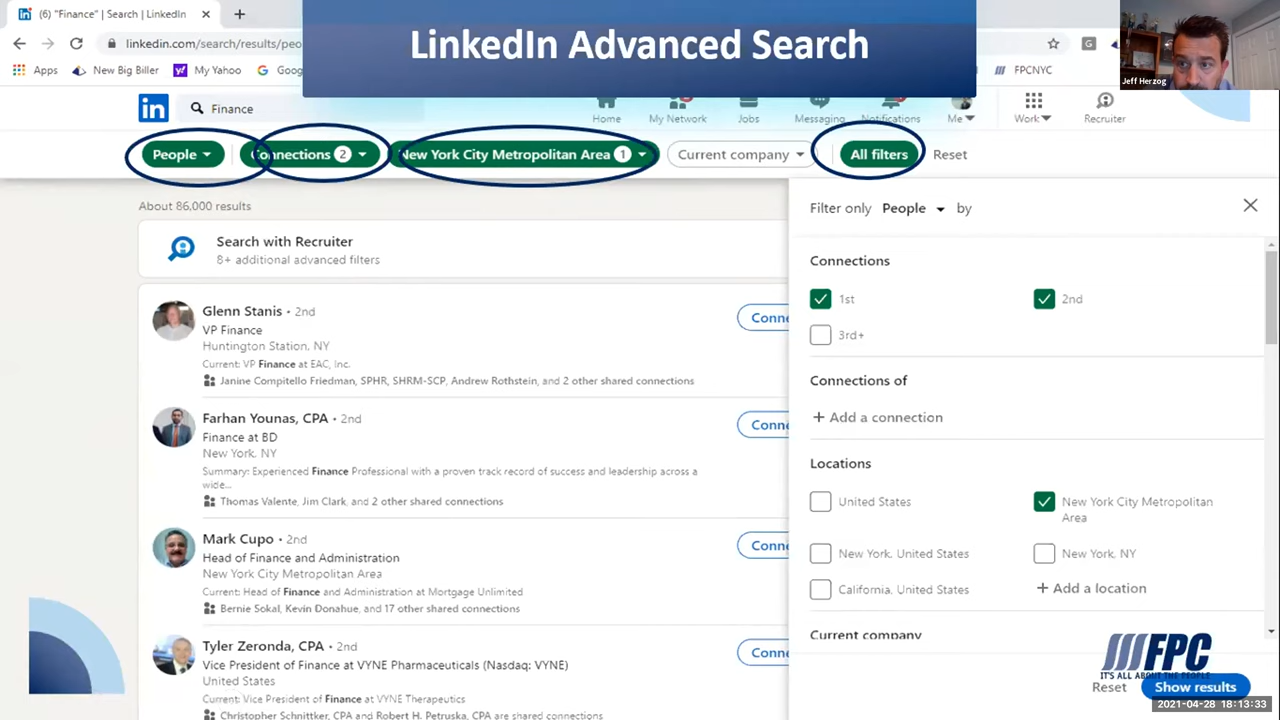 (6) "Finance" | Search | LinkedIn
LinkedIn Advanced Search
linkedin.com/search/results/peo
Jeff Herzog
Apps
New Big Biller
My Yahoo
Goog
FPCNYC
in
Finance
Home
My Network
Jobs
Messaging
Notifications
Me
Work
Recruiter
People
Connections 2
New York City Metropolitan Area 1
Current company
All filters
Reset
About 86,000 results
Search with Recruiter
8+ additional advanced filters
Glenn Stanis • 2nd
VP Finance
Huntington Station, NY
Current: VP Finance at EAC, Inc.
Janine Compitello Friedman, SPHR, SHRM-SCP, Andrew Rothstein, and 2 other shared connections
Conne
Farhan Younas, CPA • 2nd
Finance at BD
New York, NY
Summary: Experienced Finance Professional with a proven track record of success and leadership across a
wide...
Thomas Valente, Jim Clark, and 2 other shared connections
Conne
Mark Cupo • 2nd
Head of Finance and Administration
New York City Metropolitan Area
Current: Head of Finance and Administration at Mortgage Unlimited
Bernie Sokal, Kevin Donahue, and 17 other shared connections
Conne
Tyler Zeronda, CPA • 2nd
Vice President of Finance at VYNE Pharmaceuticals (Nasdaq: VYNE)
United States
Current: Vice President of Finance at VYNE Therapeutics
Christopher Schnittker, CPA and Robert H. Petruska, CPA are shared connections
Conne
Filter only People by
Connections
1st
2nd
3rd+
Connections of
+ Add a connection
Locations
United States
New York City Metropolitan
Area
New York, United States
New York, NY
California, United States
+ Add a location
Current company
FPC
IT'S ALL ABOUT THE PEOPLE
Reset
Show results
2021-04-28 18:13:33